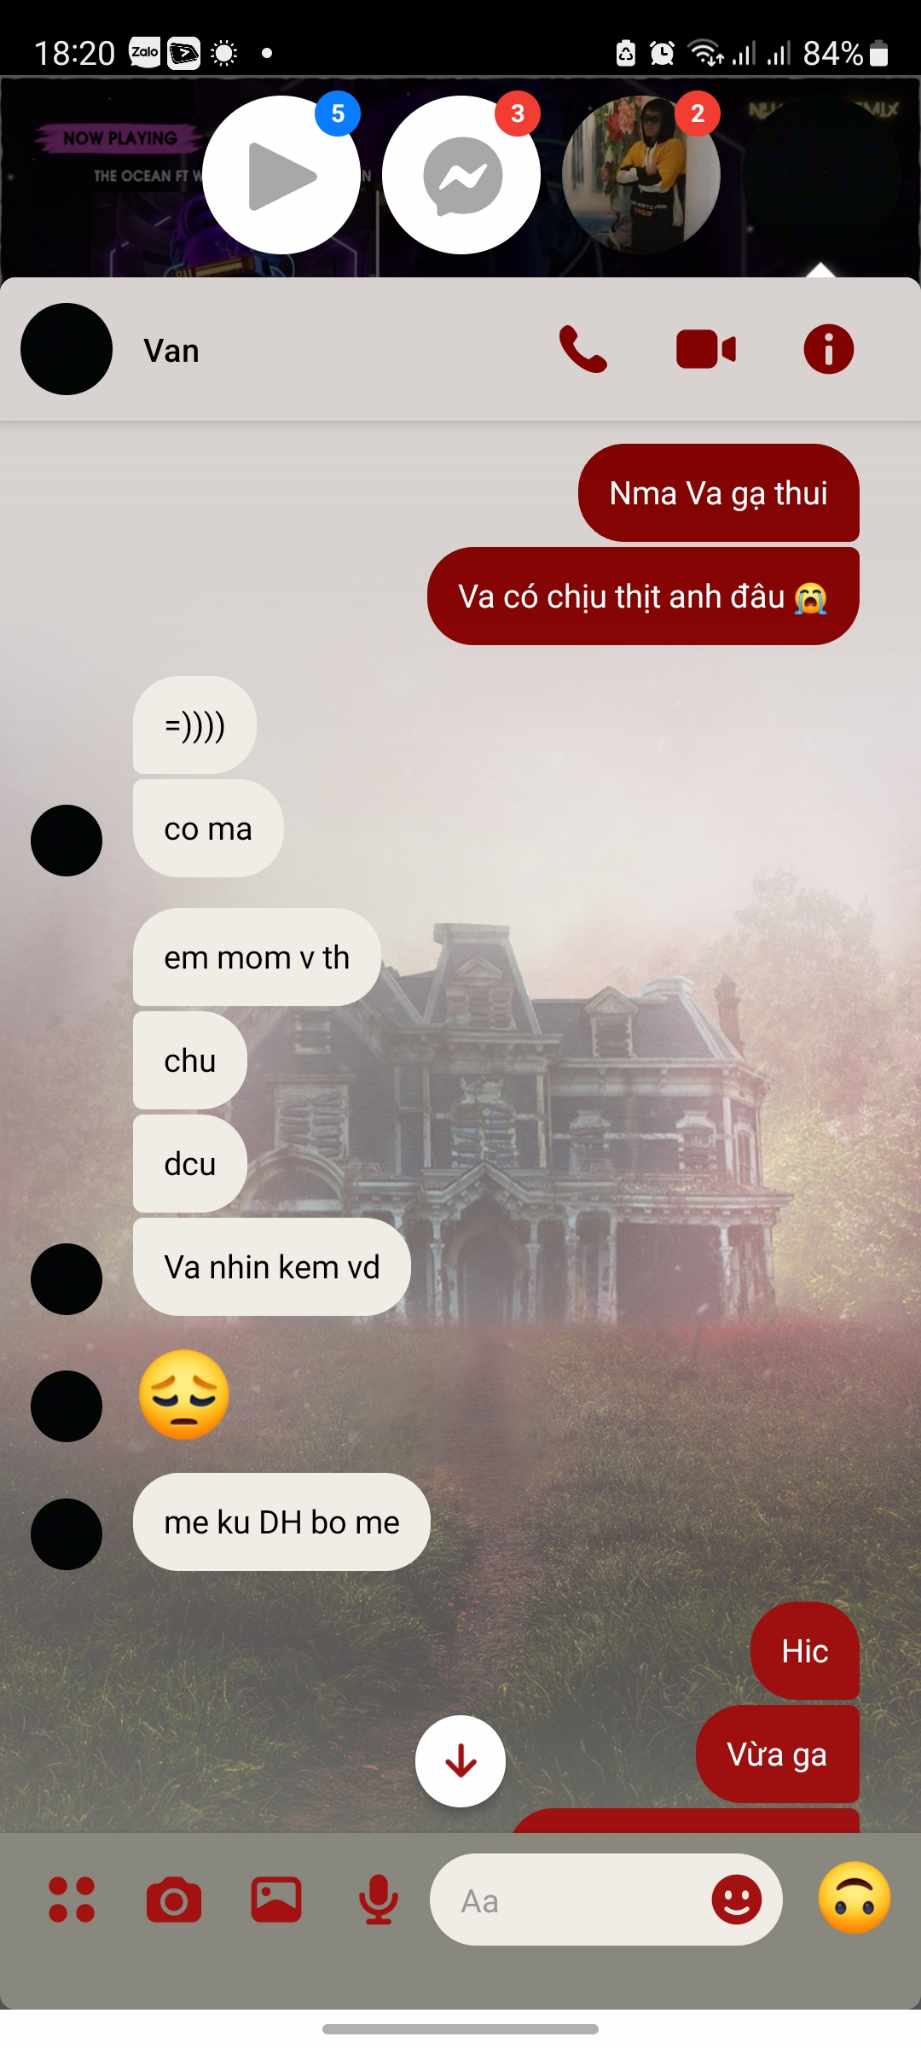 18:20 Zalo 84%
5 3 2
NOW PLAYING
THE OCEAN FT W
Van
Nma Va gạ thui
Va có chịu thịt anh đâu 😭
=))))
co ma
em mom v th
chu
dcu
Va nhin kem vd
😔
me ku DH bo me
Hic
Vừa ga
Aa